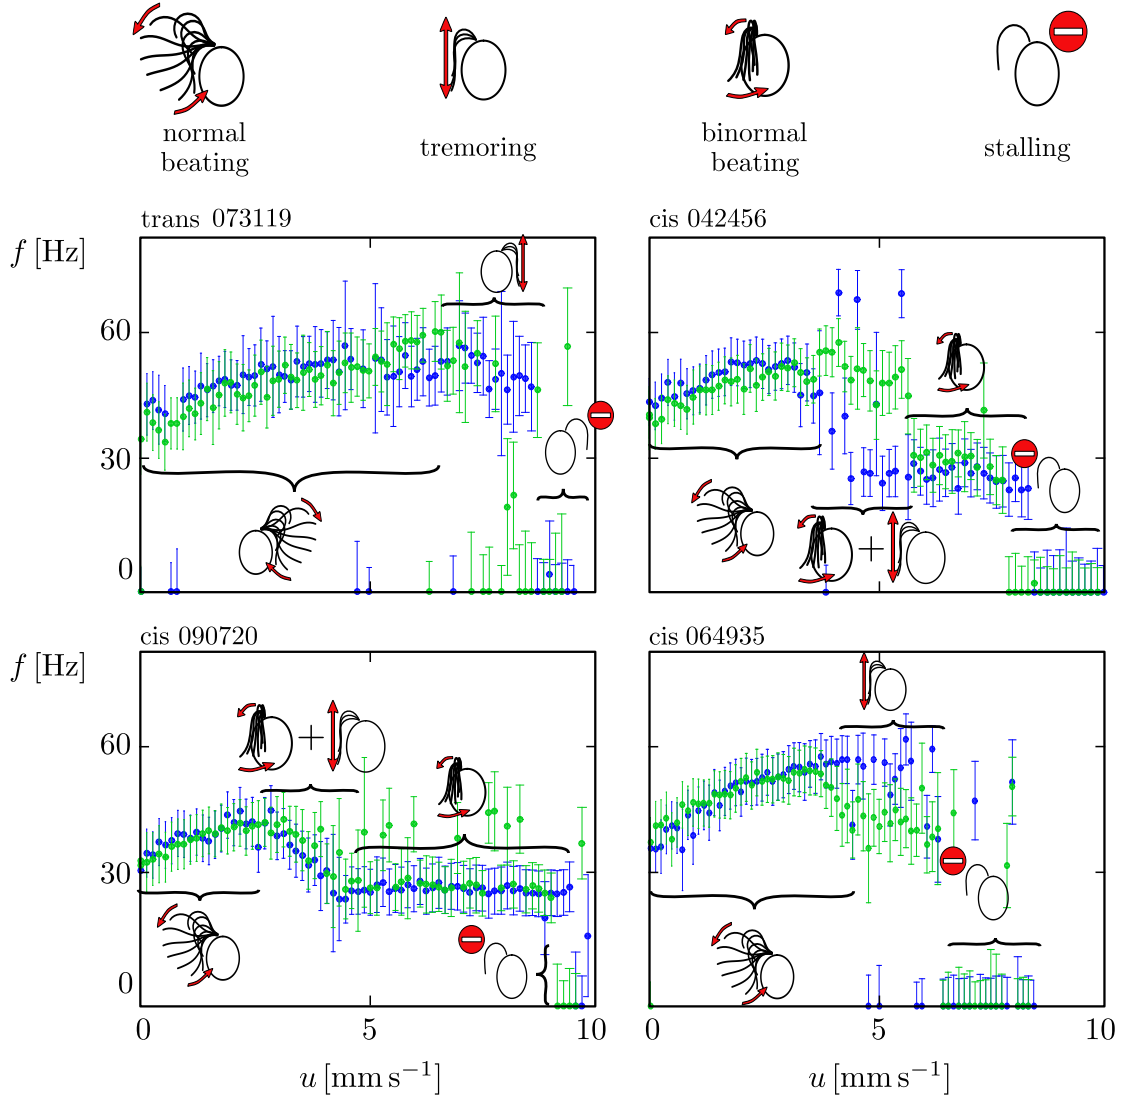 normal
beating
tremoring
binormal
beating
stalling
trans 073119
cis 042456
f [Hz]
60
30
0
cis 090720
cis 064935
f [Hz]
60
30
0
0 5 10
0 5 10
u [mm s⁻¹]
u [mm s⁻¹]
+
+